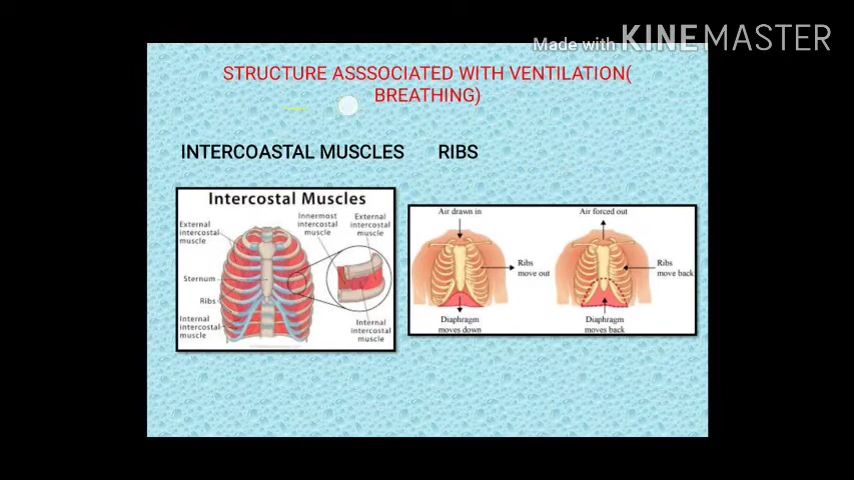 Made with KINEMASTER
STRUCTURE ASSSOCIATED WITH VENTILATION(
BREATHING)
INTERCOASTAL MUSCLES RIBS
Intercostal Muscles
External
intercostal
muscle
Innermost
intercostal
muscle
External
intercostal
muscle
Sternum
Ribs
Internal
intercostal
muscle
Internal
intercostal
muscle
Air drawn in
Ribs
move out
Diaphragm
moves down
Air forced out
Ribs
move back
Diaphragm
moves back